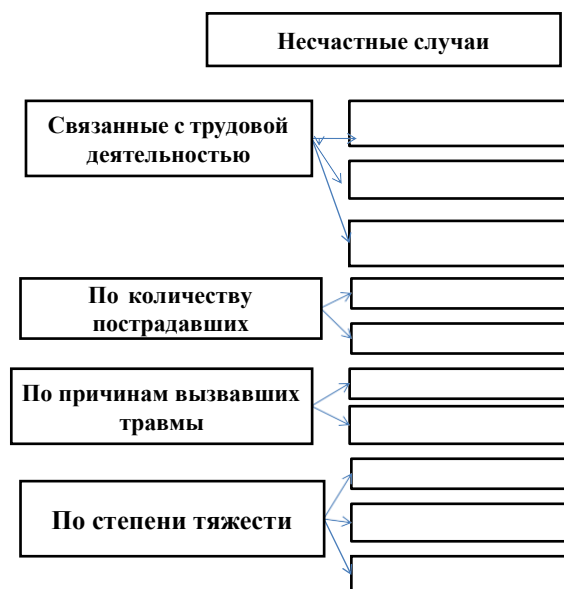 Несчастные случаи
Связанные с трудовой
деятельностью
По количеству
пострадавших
По причинам вызвавших
травмы
По степени тяжести